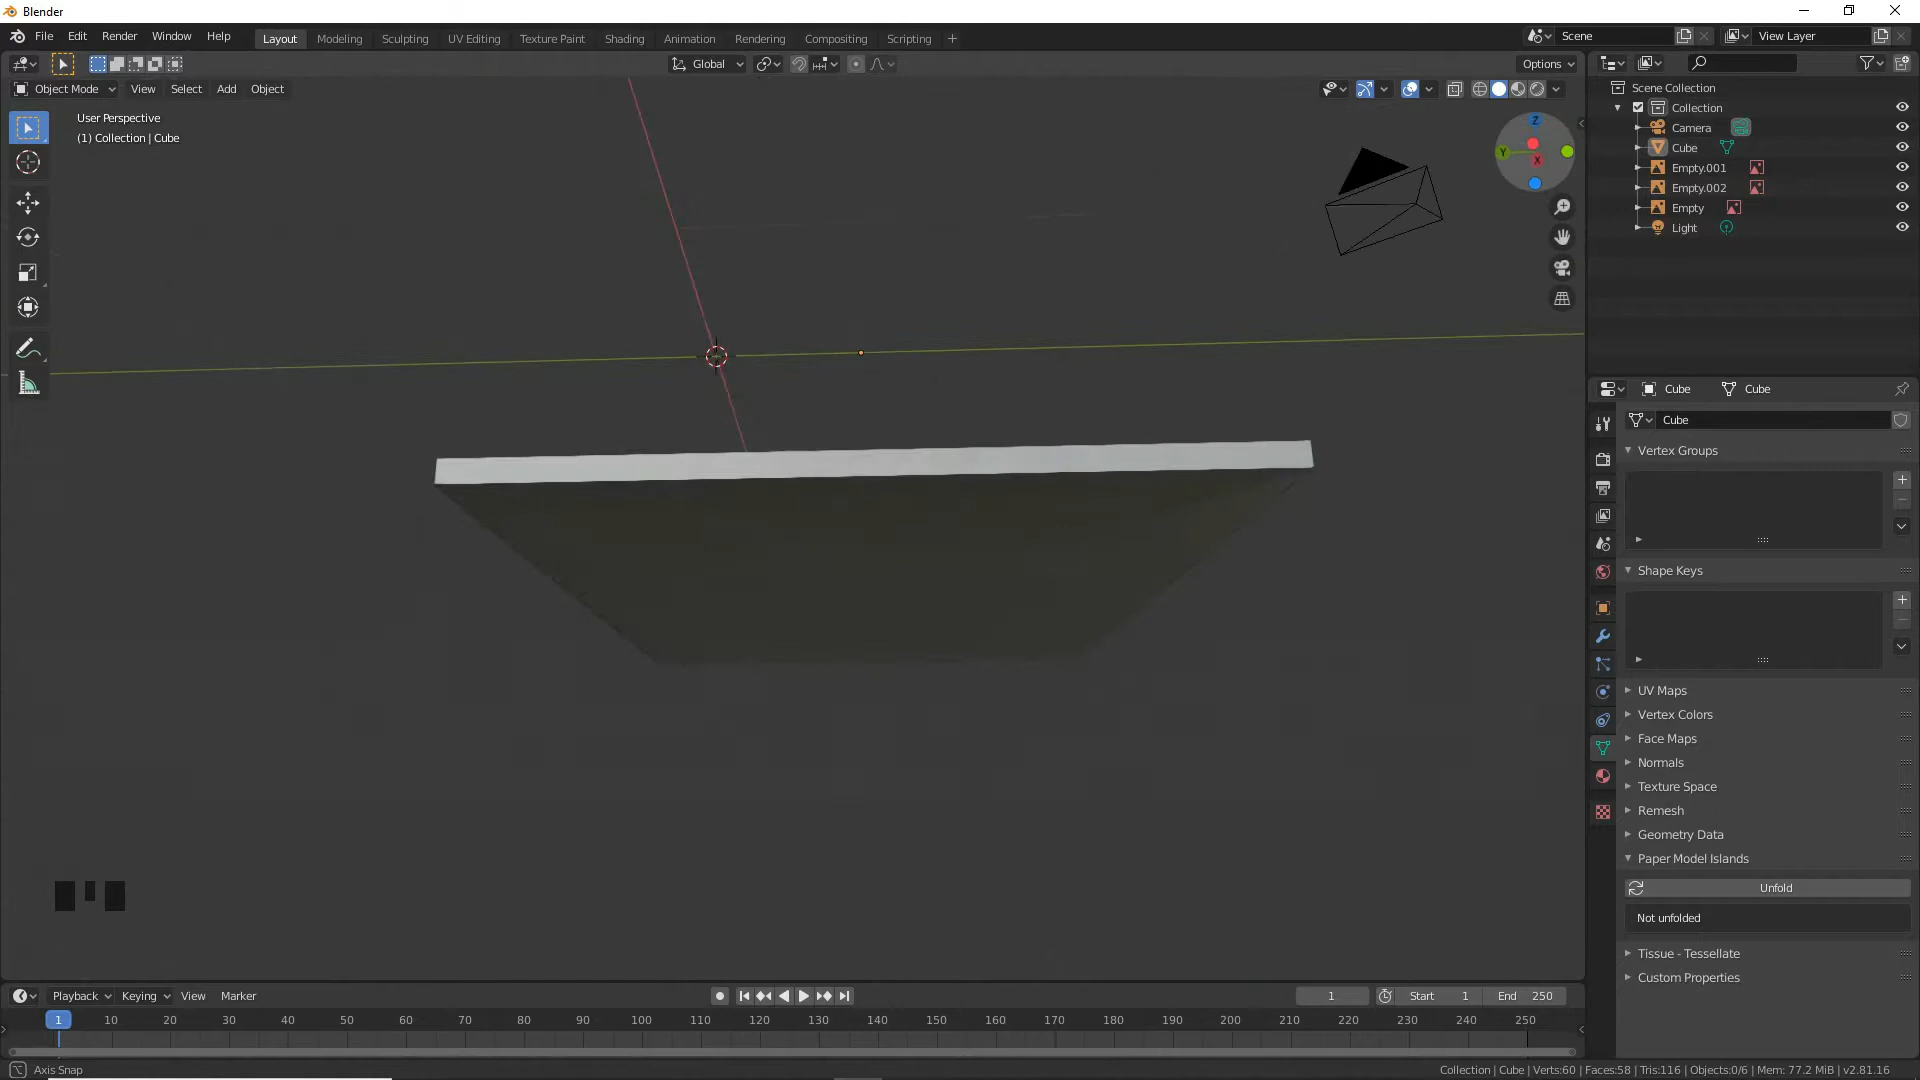 Blender
File Edit Render Window Help
Layout Modeling Sculpting UV Editing Texture Paint Shading Animation Rendering Compositing Scripting +
Scene
View Layer
Global
Options
Object Mode View Select Add Object
User Perspective
(1) Collection | Cube
Z
Y
X
Scene Collection
Collection
Camera
Cube
Empty.001
Empty.002
Empty
Light
Cube Cube
Cube
Vertex Groups
Shape Keys
UV Maps
Vertex Colors
Face Maps
Normals
Texture Space
Remesh
Geometry Data
Paper Model Islands
Unfold
Not unfolded
Tissue - Tessellate
Custom Properties
Playback Keying View Marker
1 Start 1 End 250
1 10 20 30 40 50 60 70 80 90 100 110 120 130 140 150 160 170 180 190 200 210 220 230 240 250
Axis Snap
Collection | Cube | Verts:60 | Faces:58 | Tris:116 | Objects:0/6 | Mem: 77.2 MiB | v2.81.16